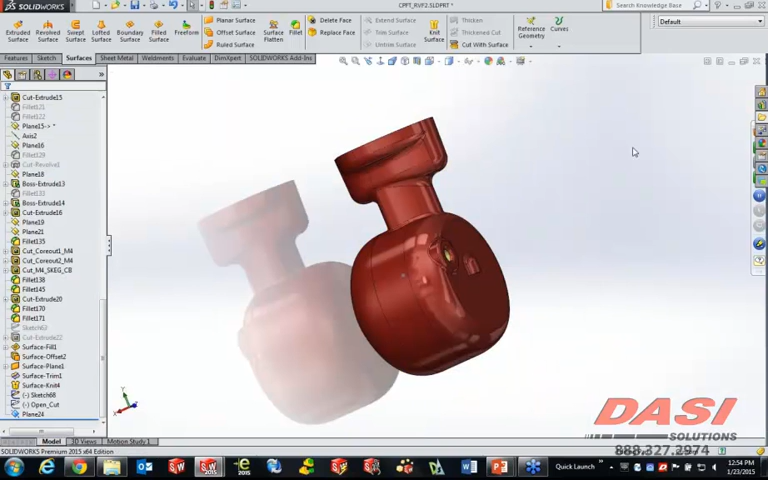 SOLIDWORKS
CPFT_RVF2.SLDPRT *
Search Knowledge Base
Extruded Surface
Revolved Surface
Swept Surface
Lofted Surface
Boundary Surface
Filled Surface
Freeform
Planar Surface
Offset Surface
Ruled Surface
Surface Flatten
Fillet
Delete Face
Replace Face
Extend Surface
Trim Surface
Untrim Surface
Knit Surface
Thicken
Thickened Cut
Cut With Surface
Reference Geometry
Curves
Default
Features
Sketch
Surfaces
Sheet Metal
Weldments
Evaluate
DimXpert
SOLIDWORKS Add-Ins
Cut-Extrude15
Fillet121
Fillet122
Plane15-> *
Axis2
Plane16
Fillet129
Cut-Revolve1
Plane18
Boss-Extrude13
Boss-Extrude14
Cut-Extrude16
Plane19
Plane21
Fillet135
Cut_Coreout1_M4
Cut_Coreout2_M4
Cut_M4_SKEG_CB
Fillet138
Fillet145
Cut-Extrude20
Fillet170
Fillet171
Sketch63
Cut-Extrude22
Surface-Fill1
Surface-Offset2
Surface-Plane1
Surface-Trim1
Surface-Knit4
(-) Sketch68
(-) Open_Cut
Plane24
Model
3D Views
Motion Study 1
SOLIDWORKS Premium 2015 x64 Edition
DASI
SOLUTIONS
888.327.2974
Quick Launch
12:54 PM
1/23/2015